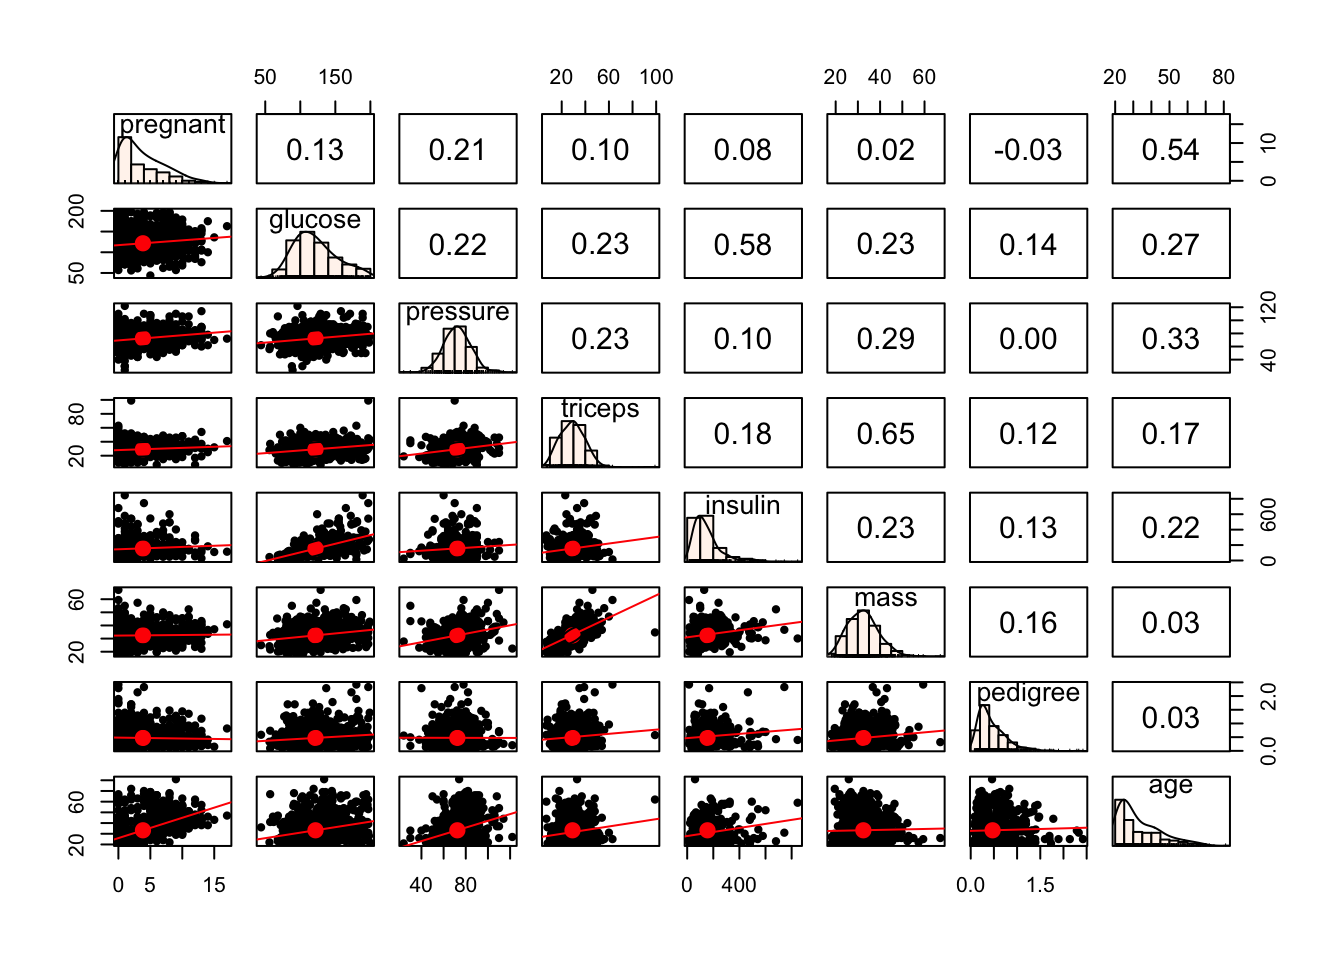 50 150 20 60 100 20 40 60 20 50 80
pregnant 0.13 0.21 0.10 0.08 0.02 -0.03 0.54 0 10
50 200 glucose 0.22 0.23 0.58 0.23 0.14 0.27
pressure 0.23 0.10 0.29 0.00 0.33 40 120
20 80 triceps 0.18 0.65 0.12 0.17
insulin 0.23 0.13 0.22 0 600
20 60 mass 0.16 0.03
pedigree 0.03 0.0 2.0
20 60 age
0 5 15 40 80 0 400 0.0 1.5